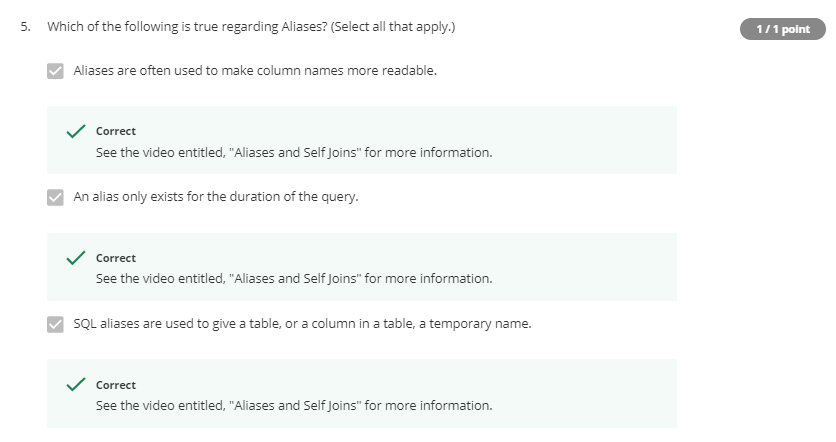 5. Which of the following is true regarding Aliases? (Select all that apply.)
1 / 1 point
Aliases are often used to make column names more readable.
Correct
See the video entitled, "Aliases and Self Joins" for more information.
An alias only exists for the duration of the query.
Correct
See the video entitled, "Aliases and Self Joins" for more information.
SQL aliases are used to give a table, or a column in a table, a temporary name.
Correct
See the video entitled, "Aliases and Self Joins" for more information.